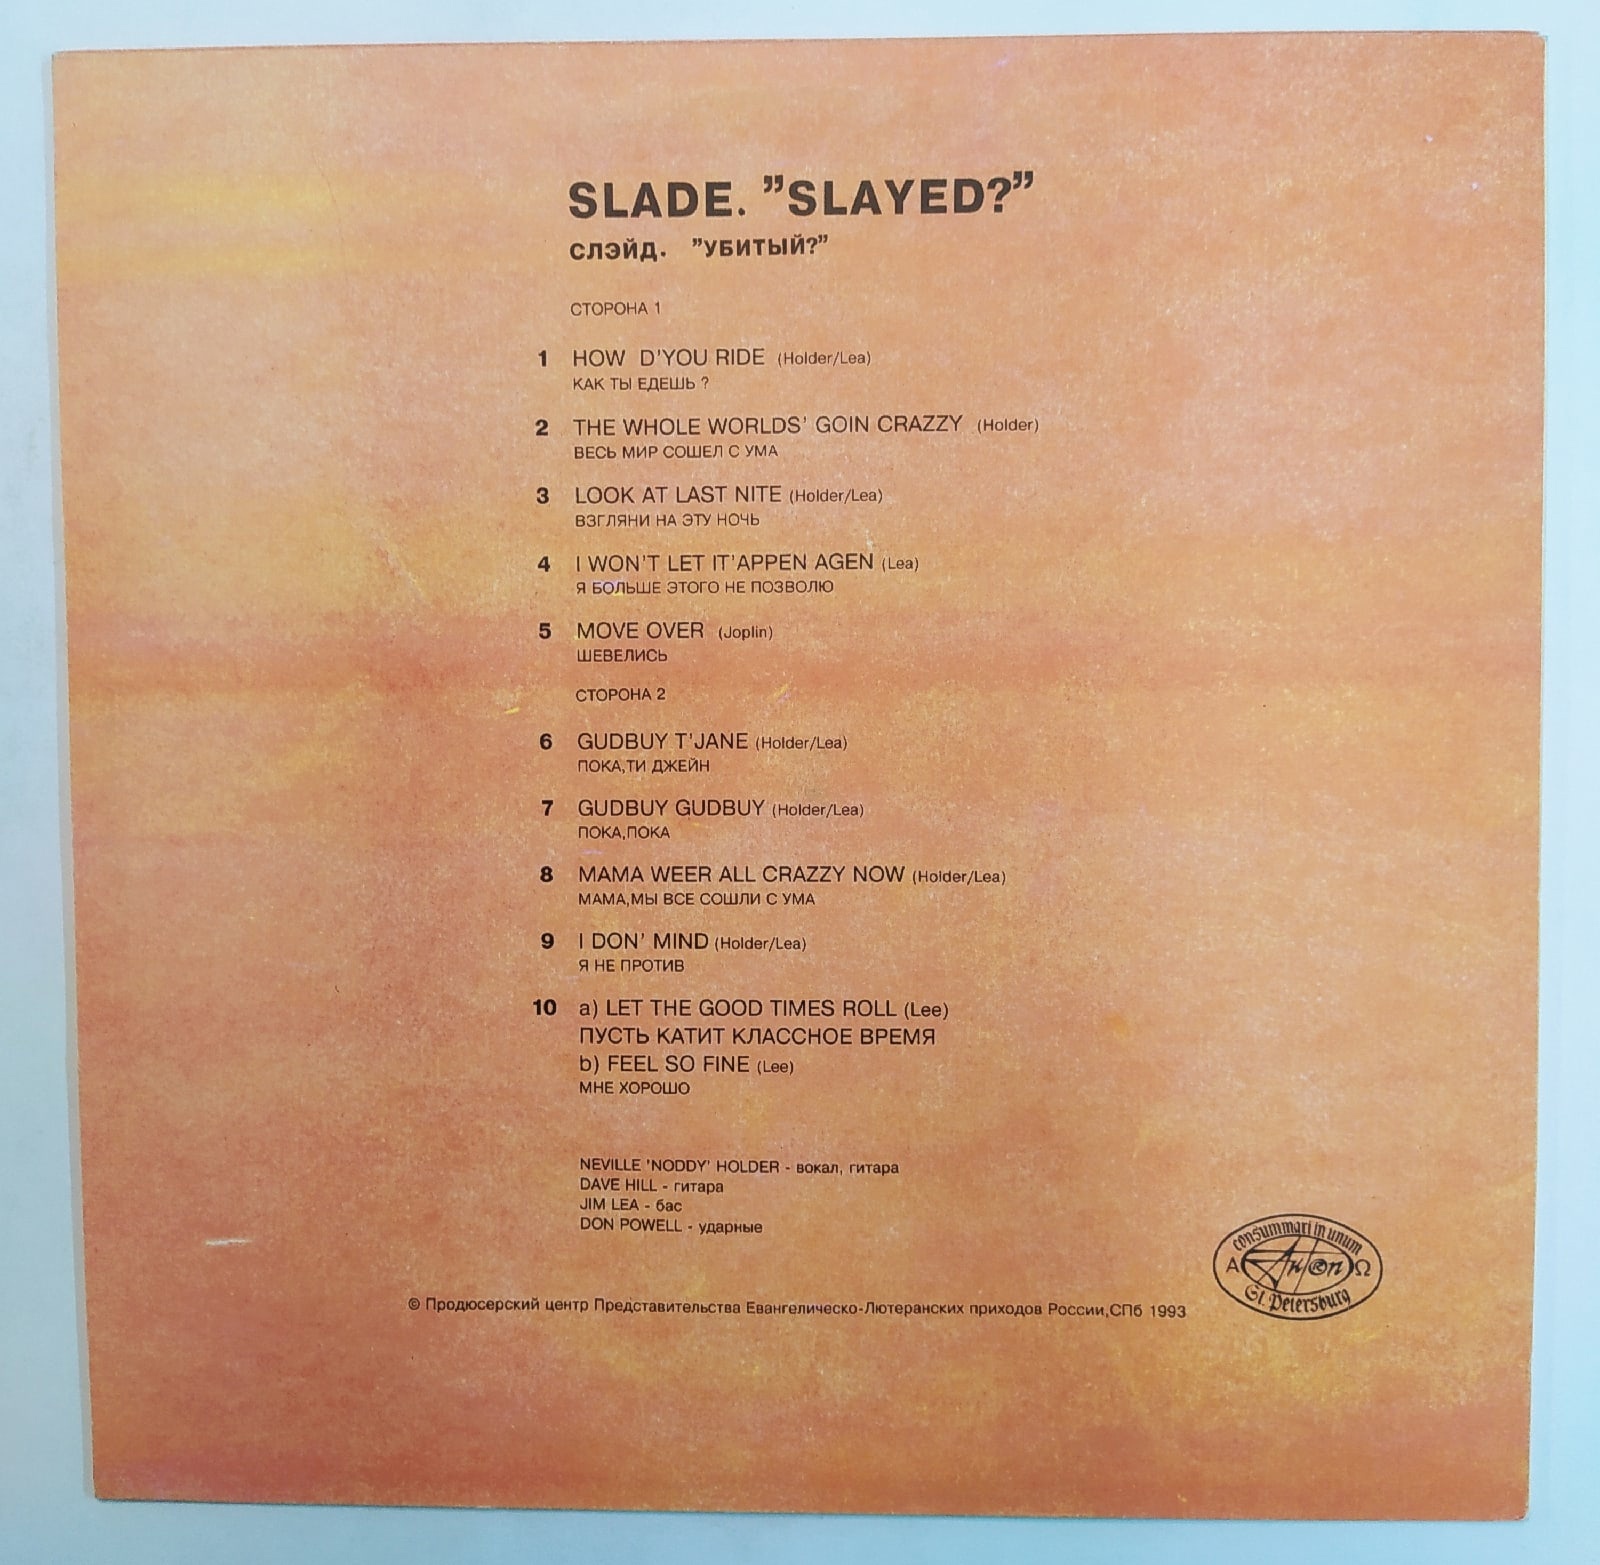 SLADE. ”SLAYED?”
СЛЭЙД. ”УБИТЫЙ?”
СТОРОНА 1
1 HOW D'YOU RIDE (Holder/Lea)
КАК ТЫ ЕДЕШЬ ?
2 THE WHOLE WORLDS' GOIN CRAZZY (Holder)
ВЕСЬ МИР СОШЕЛ С УМА
3 LOOK AT LAST NITE (Holder/Lea)
ВЗГЛЯНИ НА ЭТУ НОЧЬ
4 I WON'T LET IT'APPEN AGEN (Lea)
Я БОЛЬШЕ ЭТОГО НЕ ПОЗВОЛЮ
5 MOVE OVER (Joplin)
ШЕВЕЛИСЬ
СТОРОНА 2
6 GUDBUY T'JANE (Holder/Lea)
ПОКА,ТИ ДЖЕЙН
7 GUDBUY GUDBUY (Holder/Lea)
ПОКА,ПОКА
8 MAMA WEER ALL CRAZZY NOW (Holder/Lea)
МАМА,МЫ ВСЕ СОШЛИ С УМА
9 I DON' MIND (Holder/Lea)
Я НЕ ПРОТИВ
10 a) LET THE GOOD TIMES ROLL (Lee)
ПУСТЬ КАТИТ КЛАССНОЕ ВРЕМЯ
b) FEEL SO FINE (Lee)
МНЕ ХОРОШО
NEVILLE 'NODDY' HOLDER - вокал, гитара
DAVE HILL - гитара
JIM LEA - бас
DON POWELL - ударные
consummari in unum
Α Ω
St. Petersburg
© Продюсерский центр Представительства Евангелическо-Лютеранских приходов России,СПб 1993